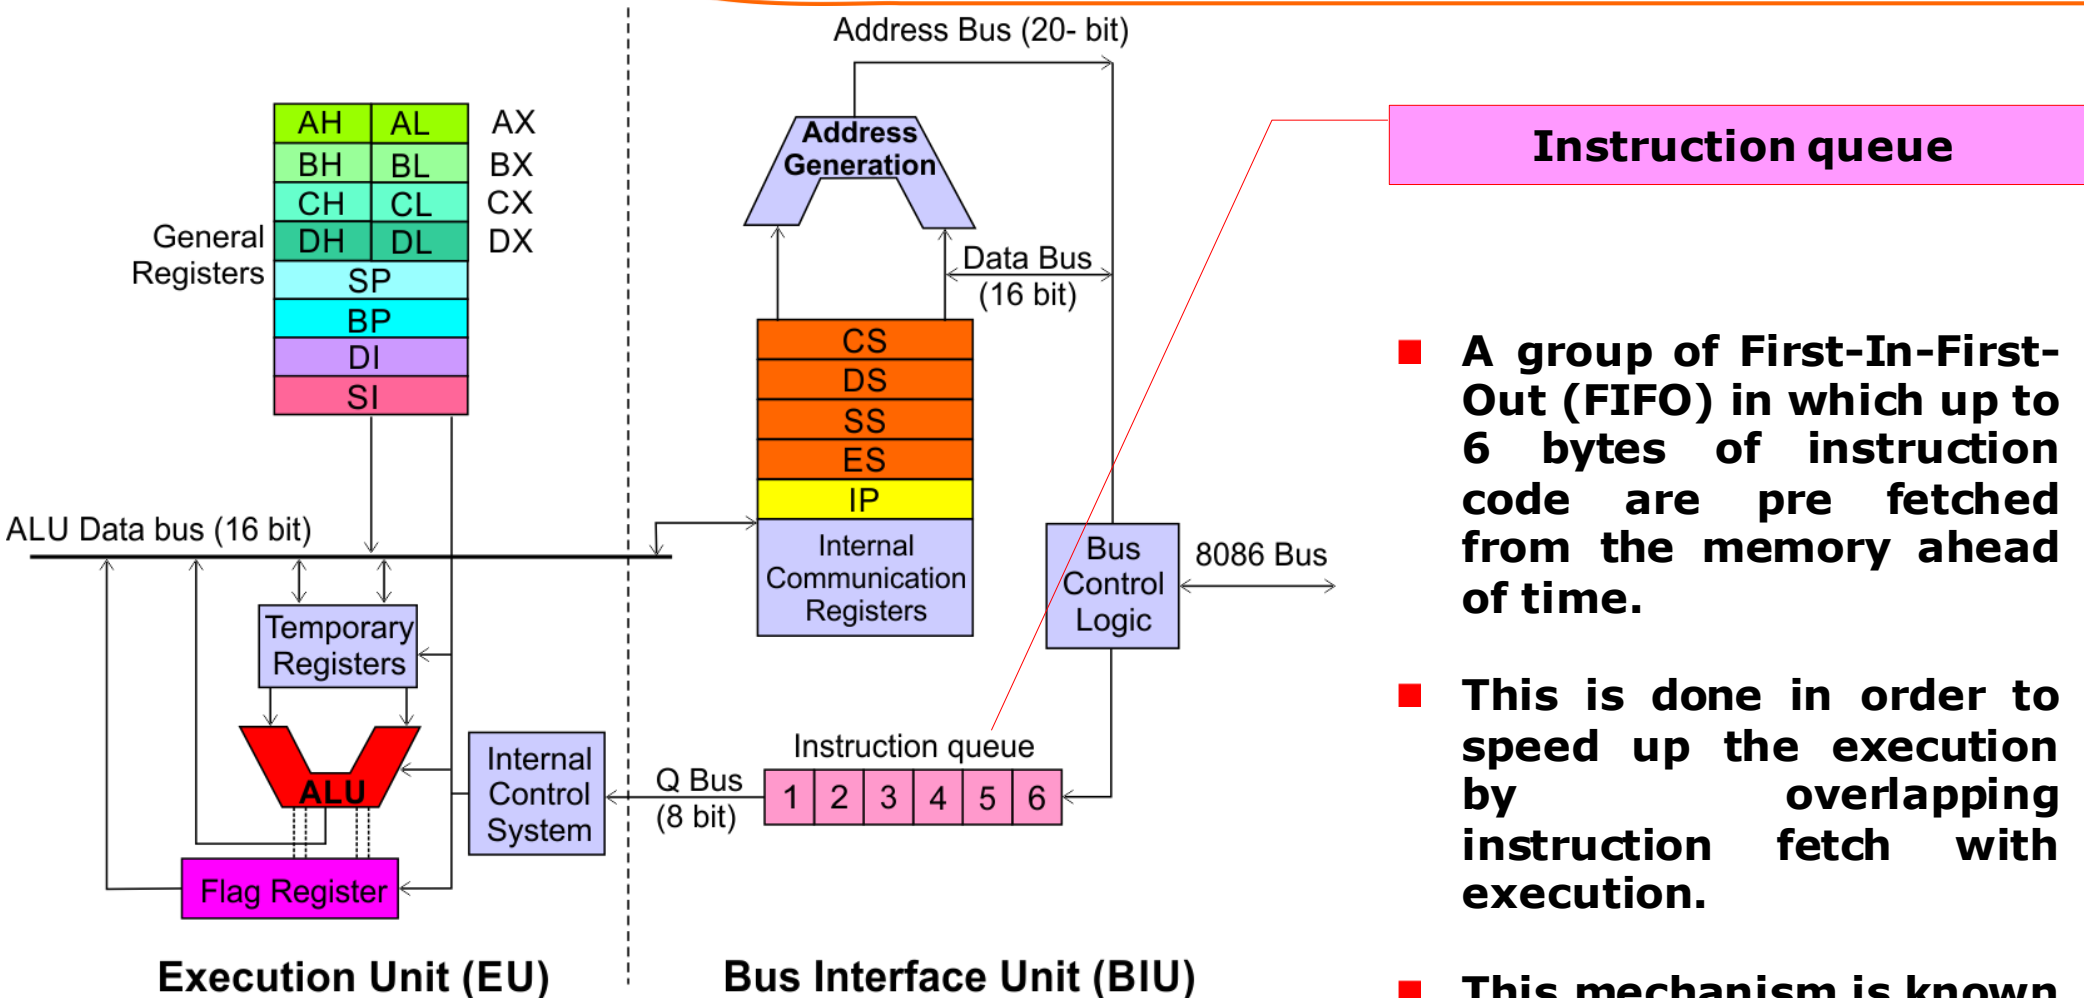 Address Bus (20- bit)
AH AL AX
BH BL BX
CH CL CX
DH DL DX
General
Registers
SP
BP
DI
SI
ALU Data bus (16 bit)
Temporary
Registers
ALU
Flag Register
Internal
Control
System
Execution Unit (EU)
Address
Generation
Data Bus
(16 bit)
CS
DS
SS
ES
IP
Internal
Communication
Registers
Bus
Control
Logic
8086 Bus
Instruction queue
Q Bus
(8 bit)
1 2 3 4 5 6
Bus Interface Unit (BIU)
Instruction queue
A group of First-In-First-
Out (FIFO) in which up to
6 bytes of instruction
code are pre fetched
from the memory ahead
of time.
This is done in order to
speed up the execution
by overlapping
instruction fetch with
execution.
This mechanism is known